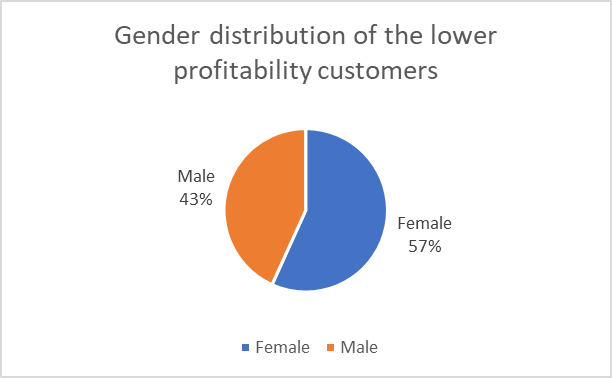 Gender distribution of the lower
profitability customers
Male
43%
Female
57%
Female
Male